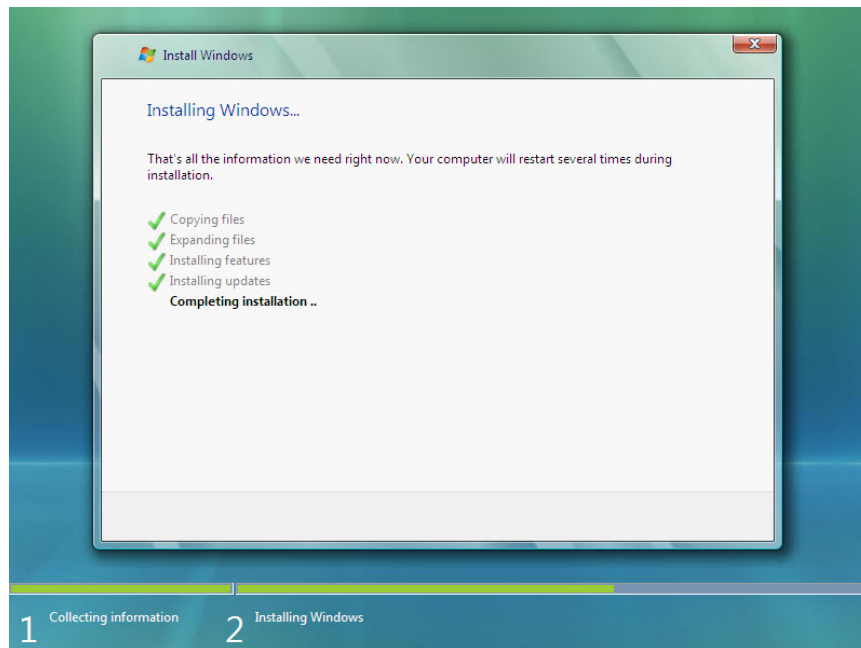 Install Windows
Installing Windows...
That's all the information we need right now. Your computer will restart several times during
installation.
Copying files
Expanding files
Installing features
Installing updates
Completing installation ..
1 Collecting information
2 Installing Windows